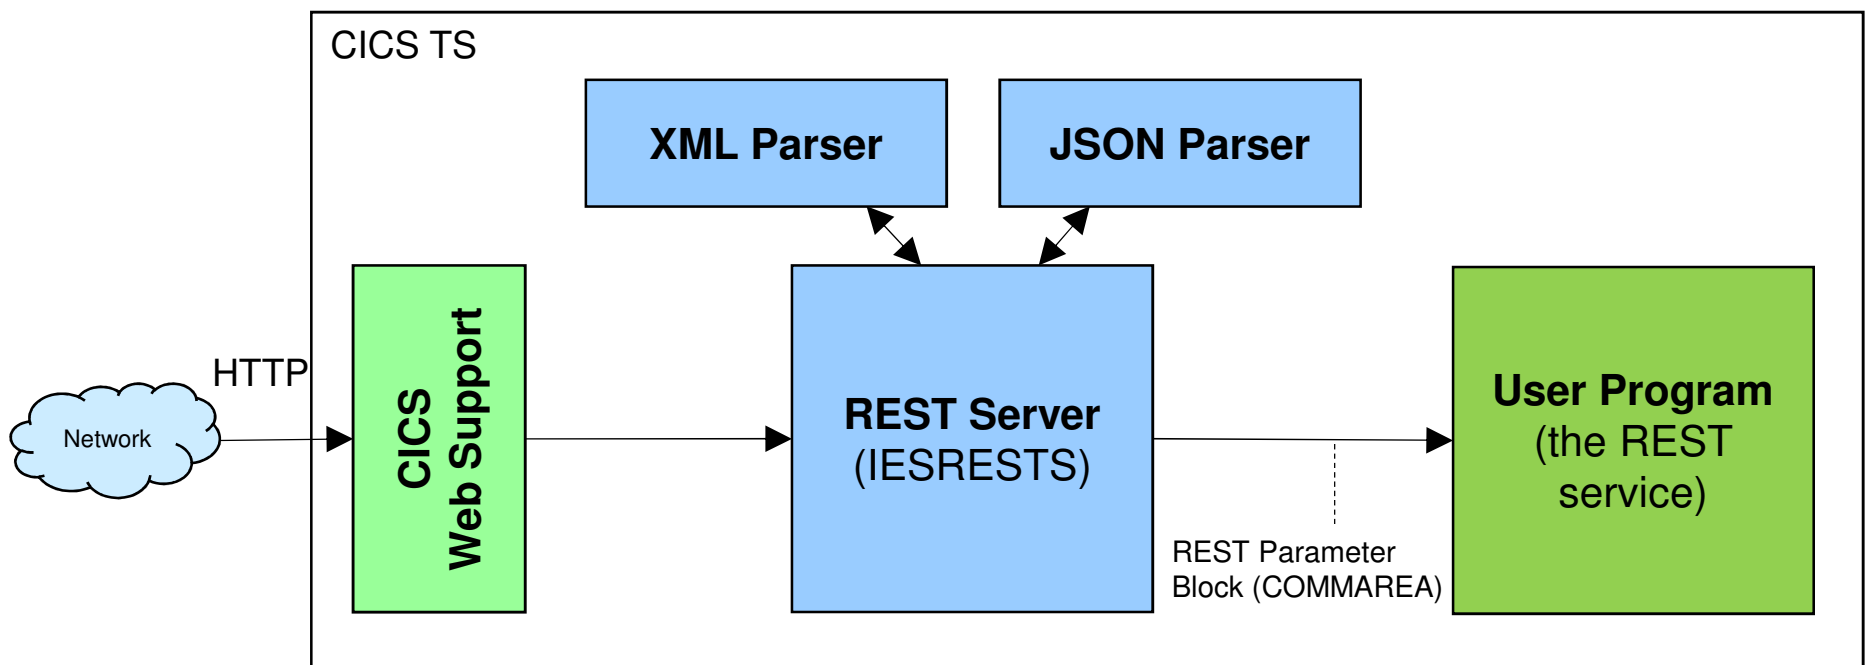 CICS TS
XML Parser
JSON Parser
HTTP
Network
CICS
Web Support
REST Server
(IESRESTS)
User Program
(the REST
service)
REST Parameter
Block (COMMAREA)